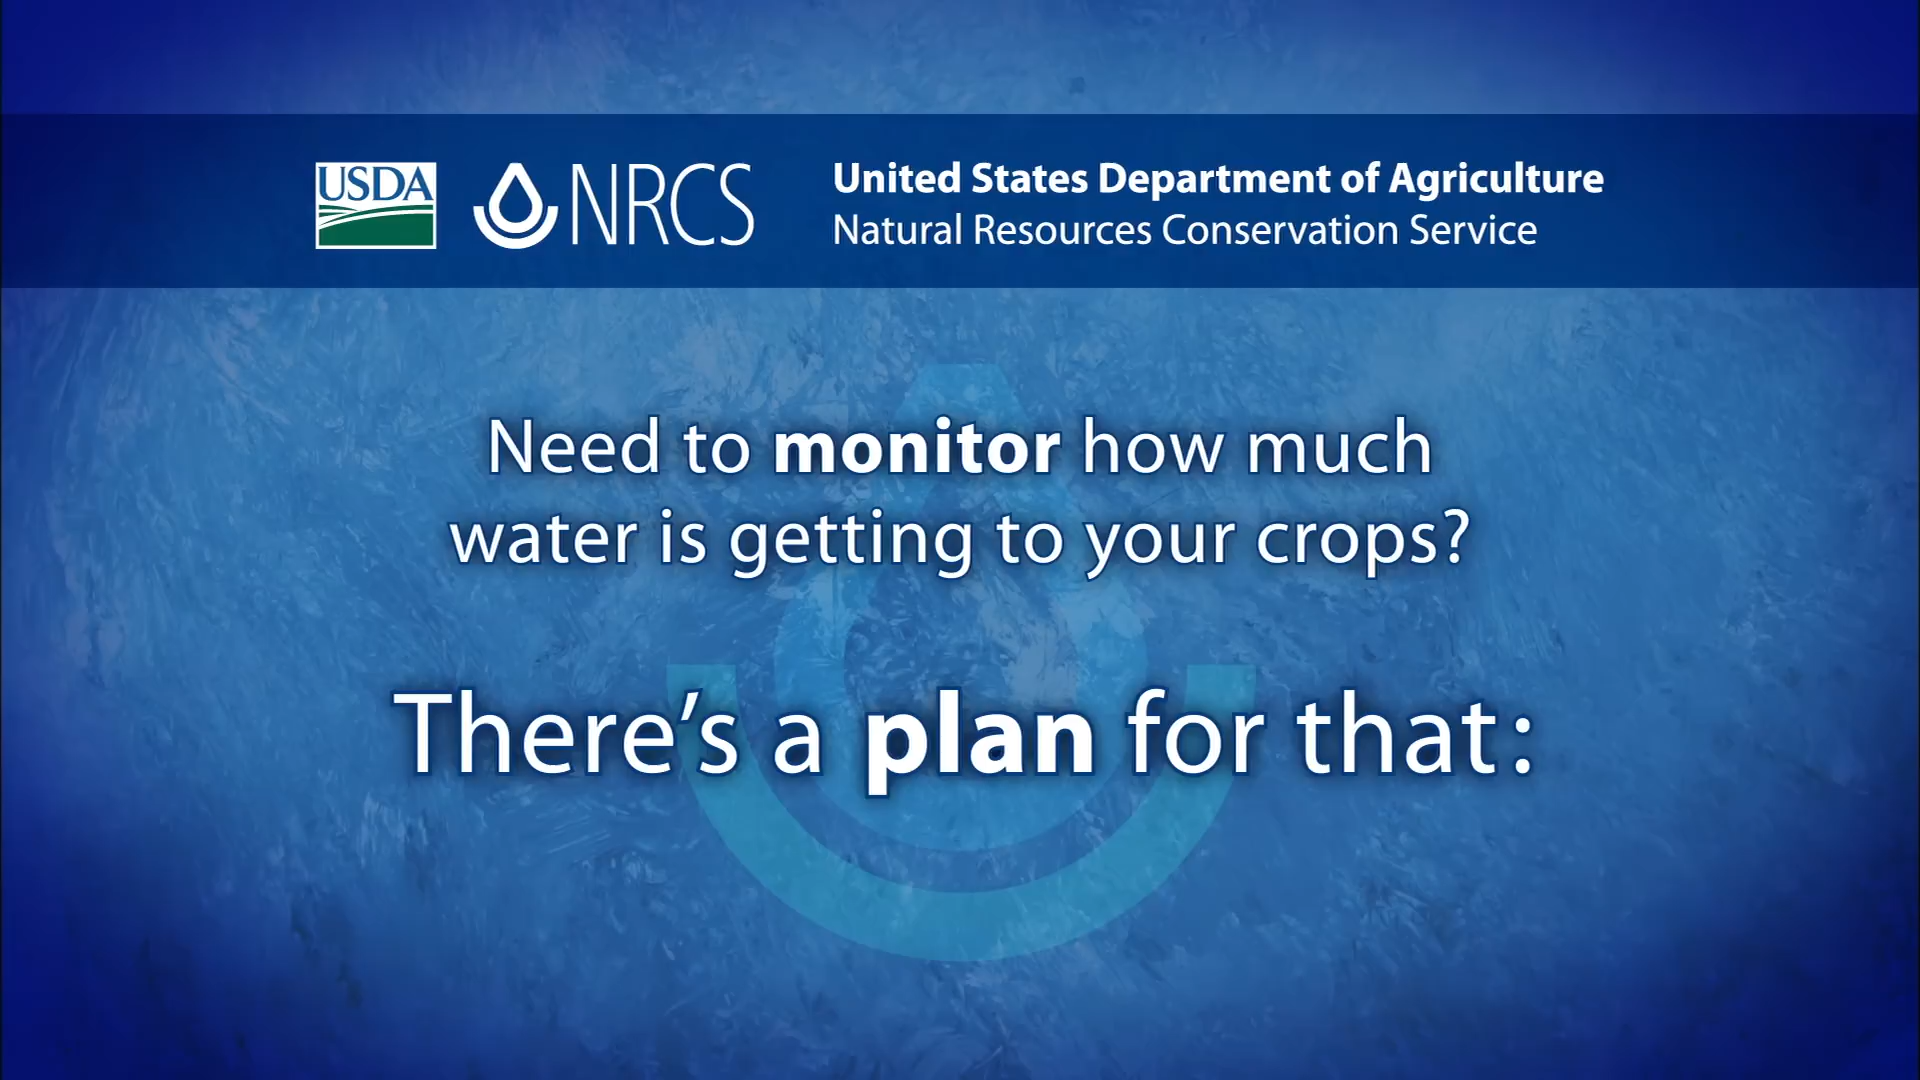 USDA
NRCS
United States Department of Agriculture
Natural Resources Conservation Service
Need to monitor how much
water is getting to your crops?
There's a plan for that: